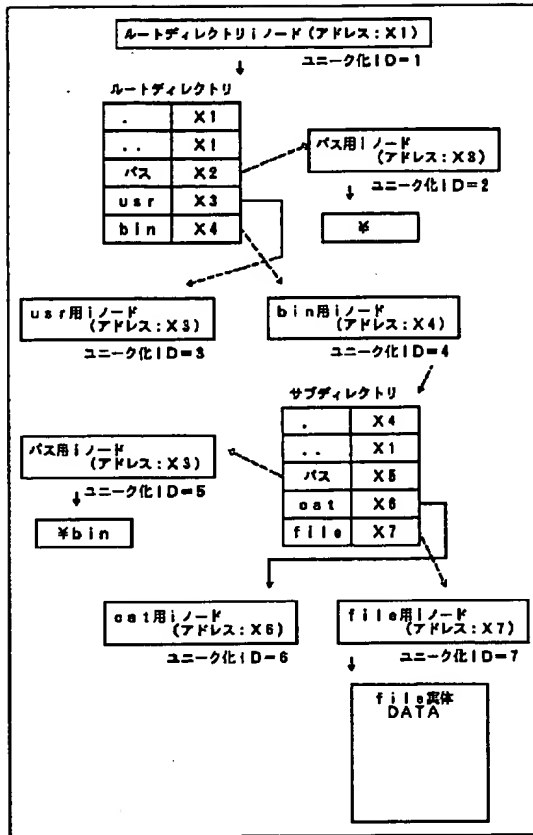 ルートディレクトリiノード(アドレス:X1)
ユニーク化ID=1
ルートディレクトリ
. X1
.. X1
パス X2
usr X3
bin X4
パス用iノード
(アドレス:X3)
ユニーク化ID=2
¥
usr用iノード
(アドレス:X3)
ユニーク化ID=3
bin用iノード
(アドレス:X4)
ユニーク化ID=4
サブディレクトリ
. X4
.. X1
パス X5
cat X6
file X7
パス用iノード
(アドレス:X3)
ユニーク化ID=5
¥bin
cat用iノード
(アドレス:X6)
ユニーク化ID=6
file用iノード
(アドレス:X7)
ユニーク化ID=7
file実体
DATA